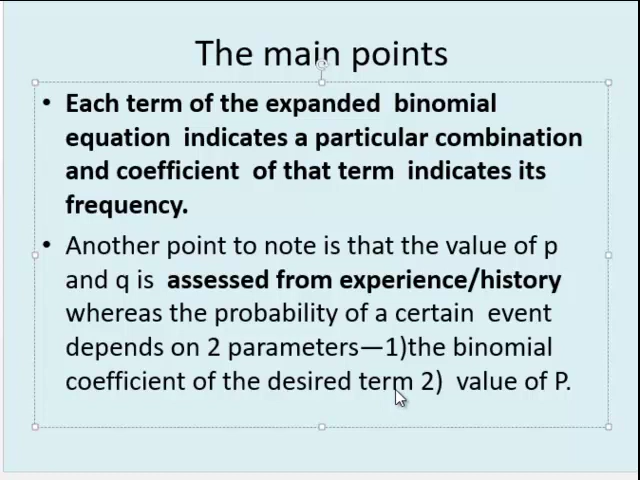 The main points
• Each term of the expanded  binomial
equation  indicates a particular combination
and coefficient  of that term  indicates its
frequency.
• Another point to note is that the value of p
and q is  assessed from experience/history
whereas the probability of a certain  event
depends on 2 parameters—1)the binomial
coefficient of the desired term 2)  value of P.